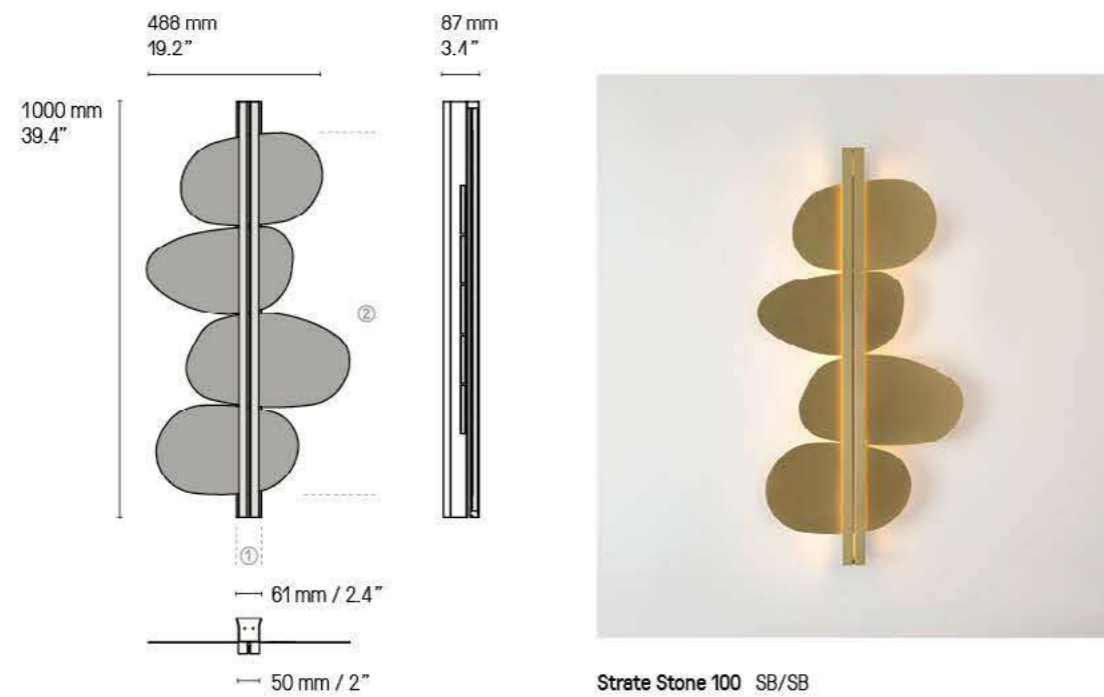 488 mm
19.2”
87 mm
3.4”
1000 mm
39.4”
②
①
61 mm / 2.4”
50 mm / 2”
Strate Stone 100 SB/SB